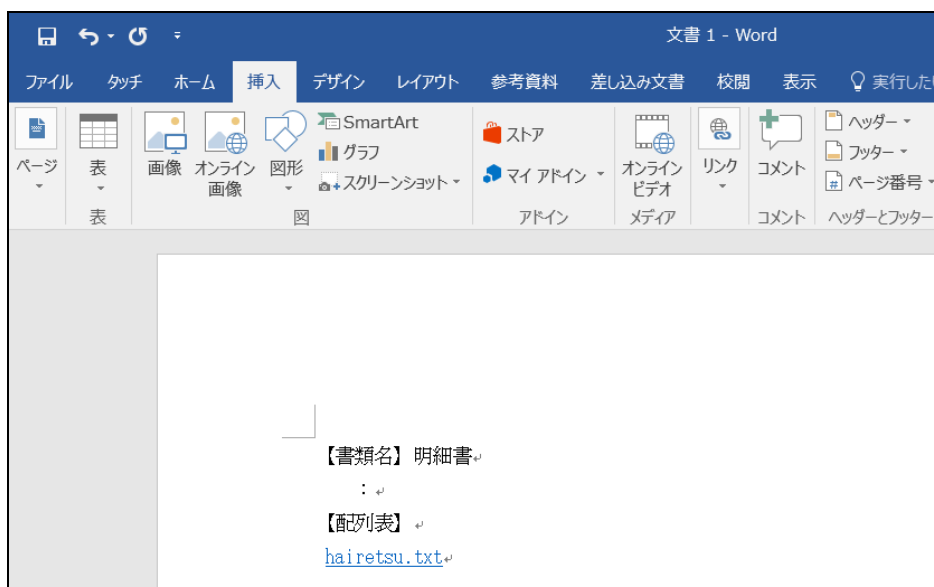 文書 1 - Word
ファイル タッチ ホーム 挿入 デザイン レイアウト 参考資料 差し込み文書 校閲 表示 実行したい
ページ 表 画像 オンライン 画像 図形 SmartArt グラフ スクリーンショット ストア マイ アドイン オンライン ビデオ リンク コメント ヘッダー フッター ページ番号
表 図 アドイン メディア コメント ヘッダーとフッター
【書類名】明細書
:
【配列表】
hairetsu.txt